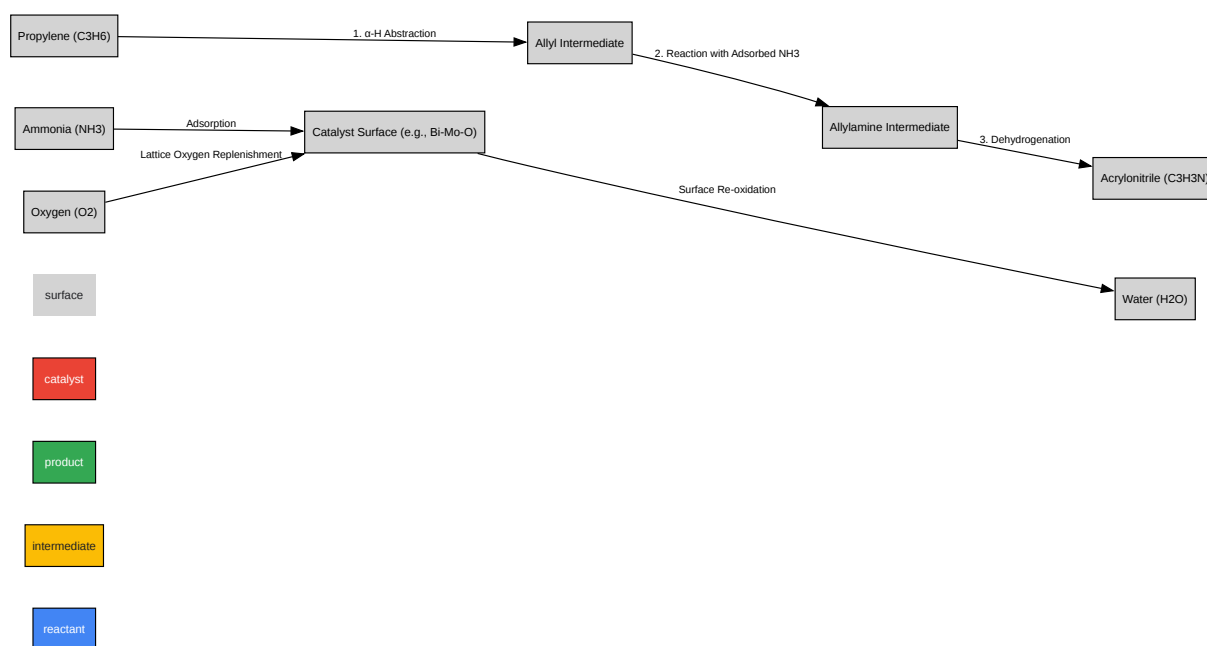 Propylene (C3H6)
1. α-H Abstraction
Allyl Intermediate
2. Reaction with Adsorbed NH3
Ammonia (NH3)
Adsorption
Catalyst Surface (e.g., Bi-Mo-O)
Allylamine Intermediate
3. Dehydrogenation
Lattice Oxygen Replenishment
Acrylonitrile (C3H3N)
Surface Re-oxidation
Oxygen (O2)
surface
Water (H2O)
catalyst
product
intermediate
reactant